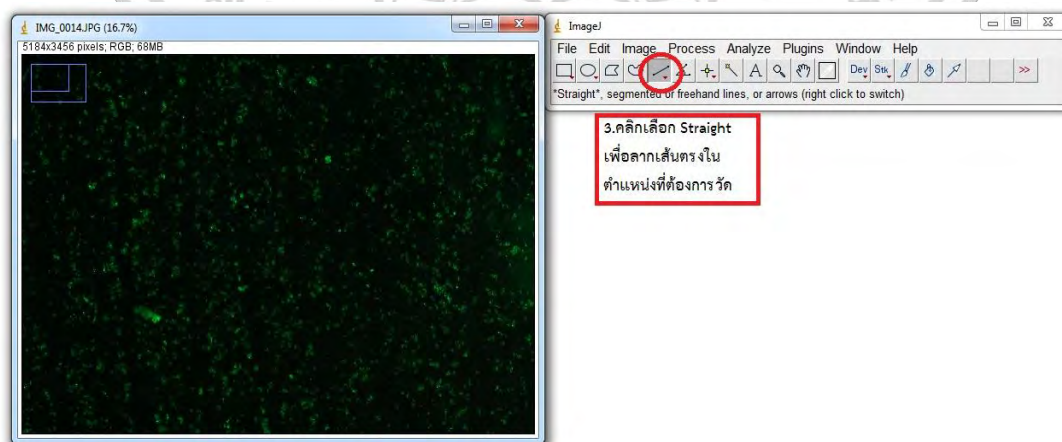 IMG_0014.JPG (16.7%)
5184x3456 pixels; RGB; 68MB
ImageJ
File Edit Image Process Analyze Plugins Window Help
A Dev Stk >>
*Straight*, segmented or freehand lines, or arrows (right click to switch)
3.คลิกเลือก Straight
เพื่อลากเส้นตรงใน
ตำแหน่งที่ต้องการวัด